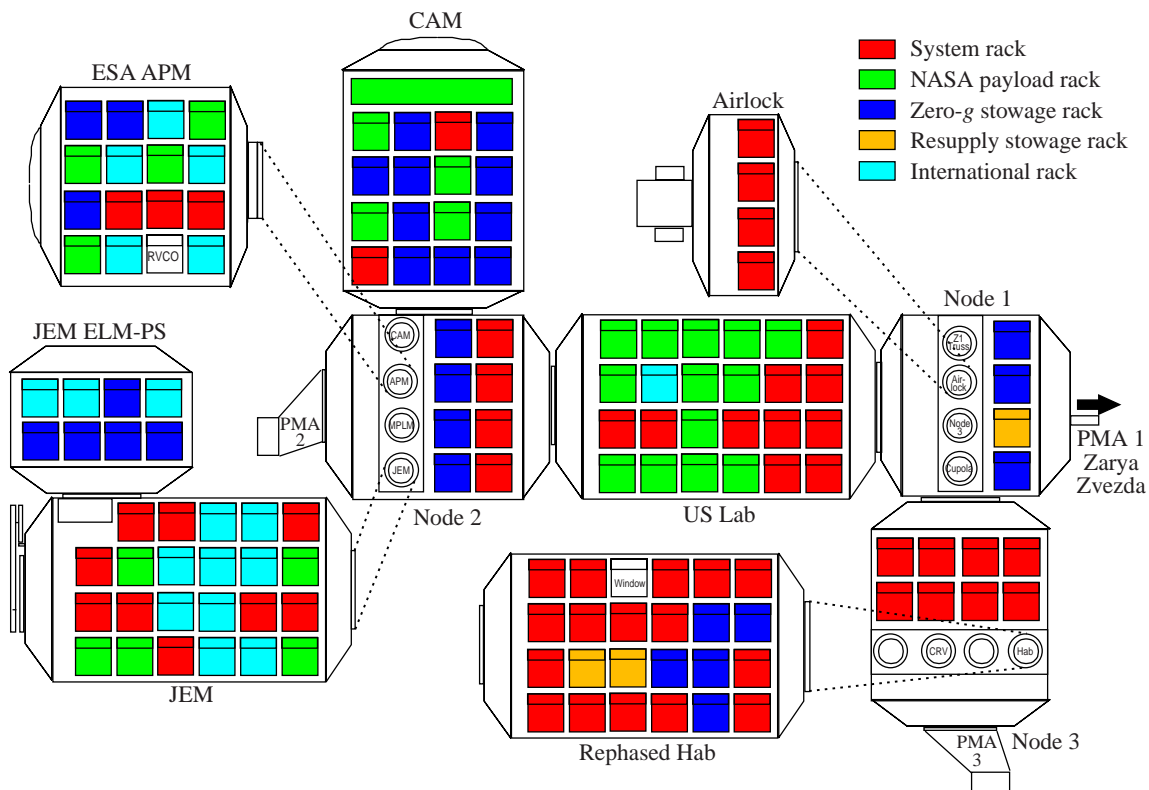 CAM
ESA APM
System rack
NASA payload rack
Zero-g stowage rack
Resupply stowage rack
International rack
Airlock
RVCO
Node 1
JEM ELM-PS
CAM
APM
MPLM
JEM
PMA
2
Z1
Truss
Air-
lock
Node
3
Cupola
PMA 1
Zarya
Zvezda
Node 2
US Lab
Window
JEM
CRV
Hab
Rephased Hab
PMA
3
Node 3